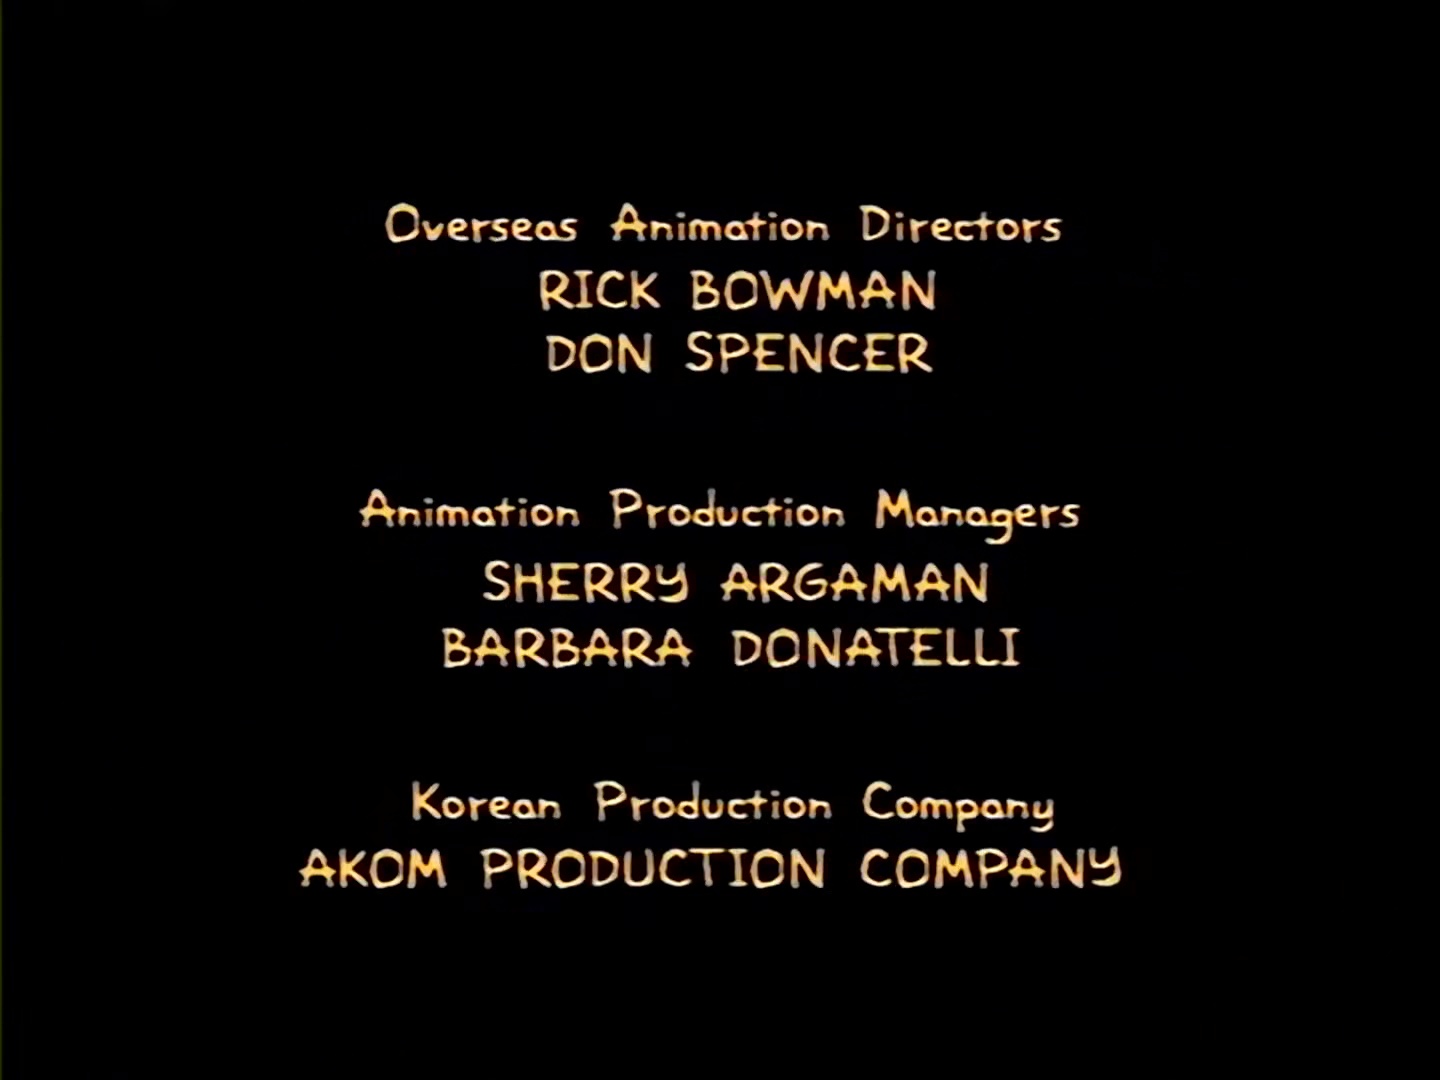 Overseas Animation Directors
RICK BOWMAN
DON SPENCER
Animation Production Managers
SHERRY ARGAMAN
BARBARA DONATELLI
Korean Production Company
AKOM PRODUCTION COMPANY